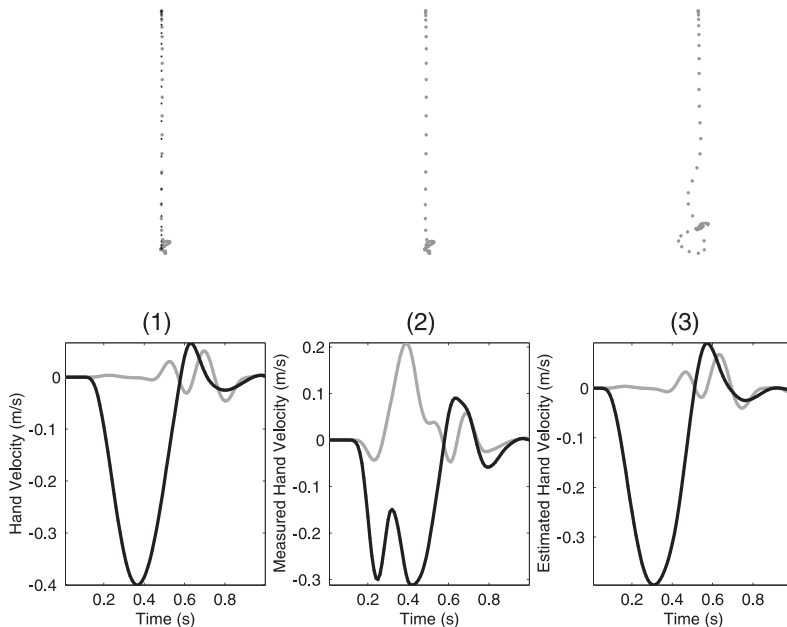 (1)
(2)
(3)
Hand Velocity (m/s)
0
-0.1
-0.2
-0.3
-0.4
0.2 0.4 0.6 0.8
Time (s)
Measured Hand Velocity (m/s)
0.2
0.1
0
-0.1
-0.2
-0.3
0.2 0.4 0.6 0.8
Time (s)
Estimated Hand Velocity (m/s)
0
-0.1
-0.2
-0.3
0.2 0.4 0.6 0.8
Time (s)